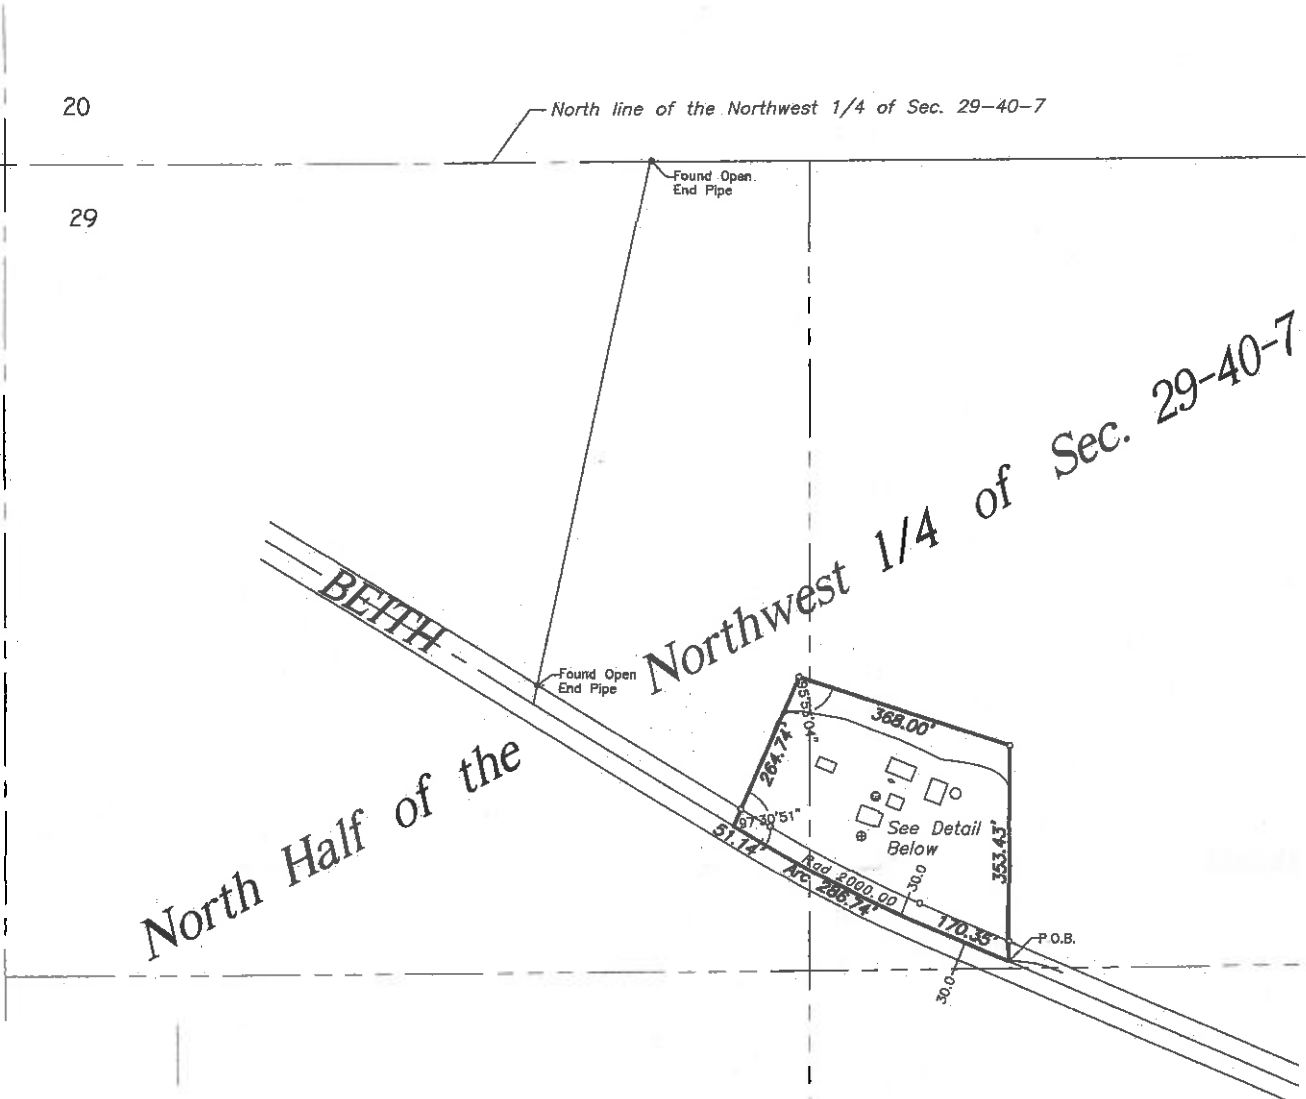 20
North line of the Northwest 1/4 of Sec. 29-40-7
Found Open
End Pipe
29
North Half of the Northwest 1/4 of Sec. 29-40-7
BEITH
Found Open
End Pipe
368.00'
264.74'
97°30'51"
51.14'
See Detail
Below
353.43'
Rad 2000.00
Arc 286.74'
30.0
170.35'
P.O.B.
30.0